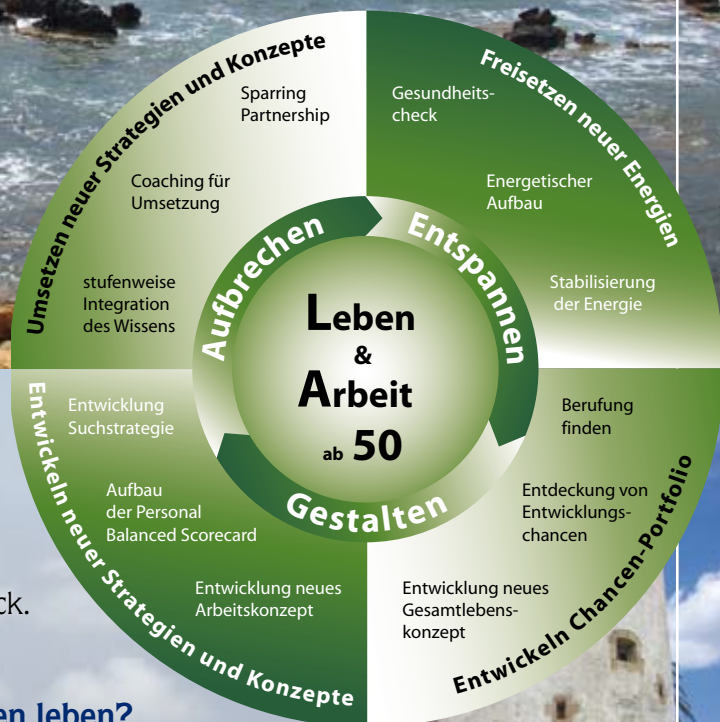 Umsetzen neuer Strategien und Konzepte
Sparring
Partnership
Coaching für
Umsetzung
stufenweise
Integration
des Wissens
Freisetzen neuer Energien
Gesundheits-
check
Energetischer
Aufbau
Stabilisierung
der Energie
Aufbrechen
Entspannen
Gestalten
Leben
&
Arbeit
ab 50
Entwickeln Chancen-Portfolio
Berufung
finden
Entdeckung von
Entwicklungs-
chancen
Entwicklung neues
Gesamtlebens-
konzept
Entwickeln neuer Strategien und Konzepte
Entwicklung
Suchstrategie
Aufbau
der Personal
Balanced Scorecard
Entwicklung neues
Arbeitskonzept
leben?